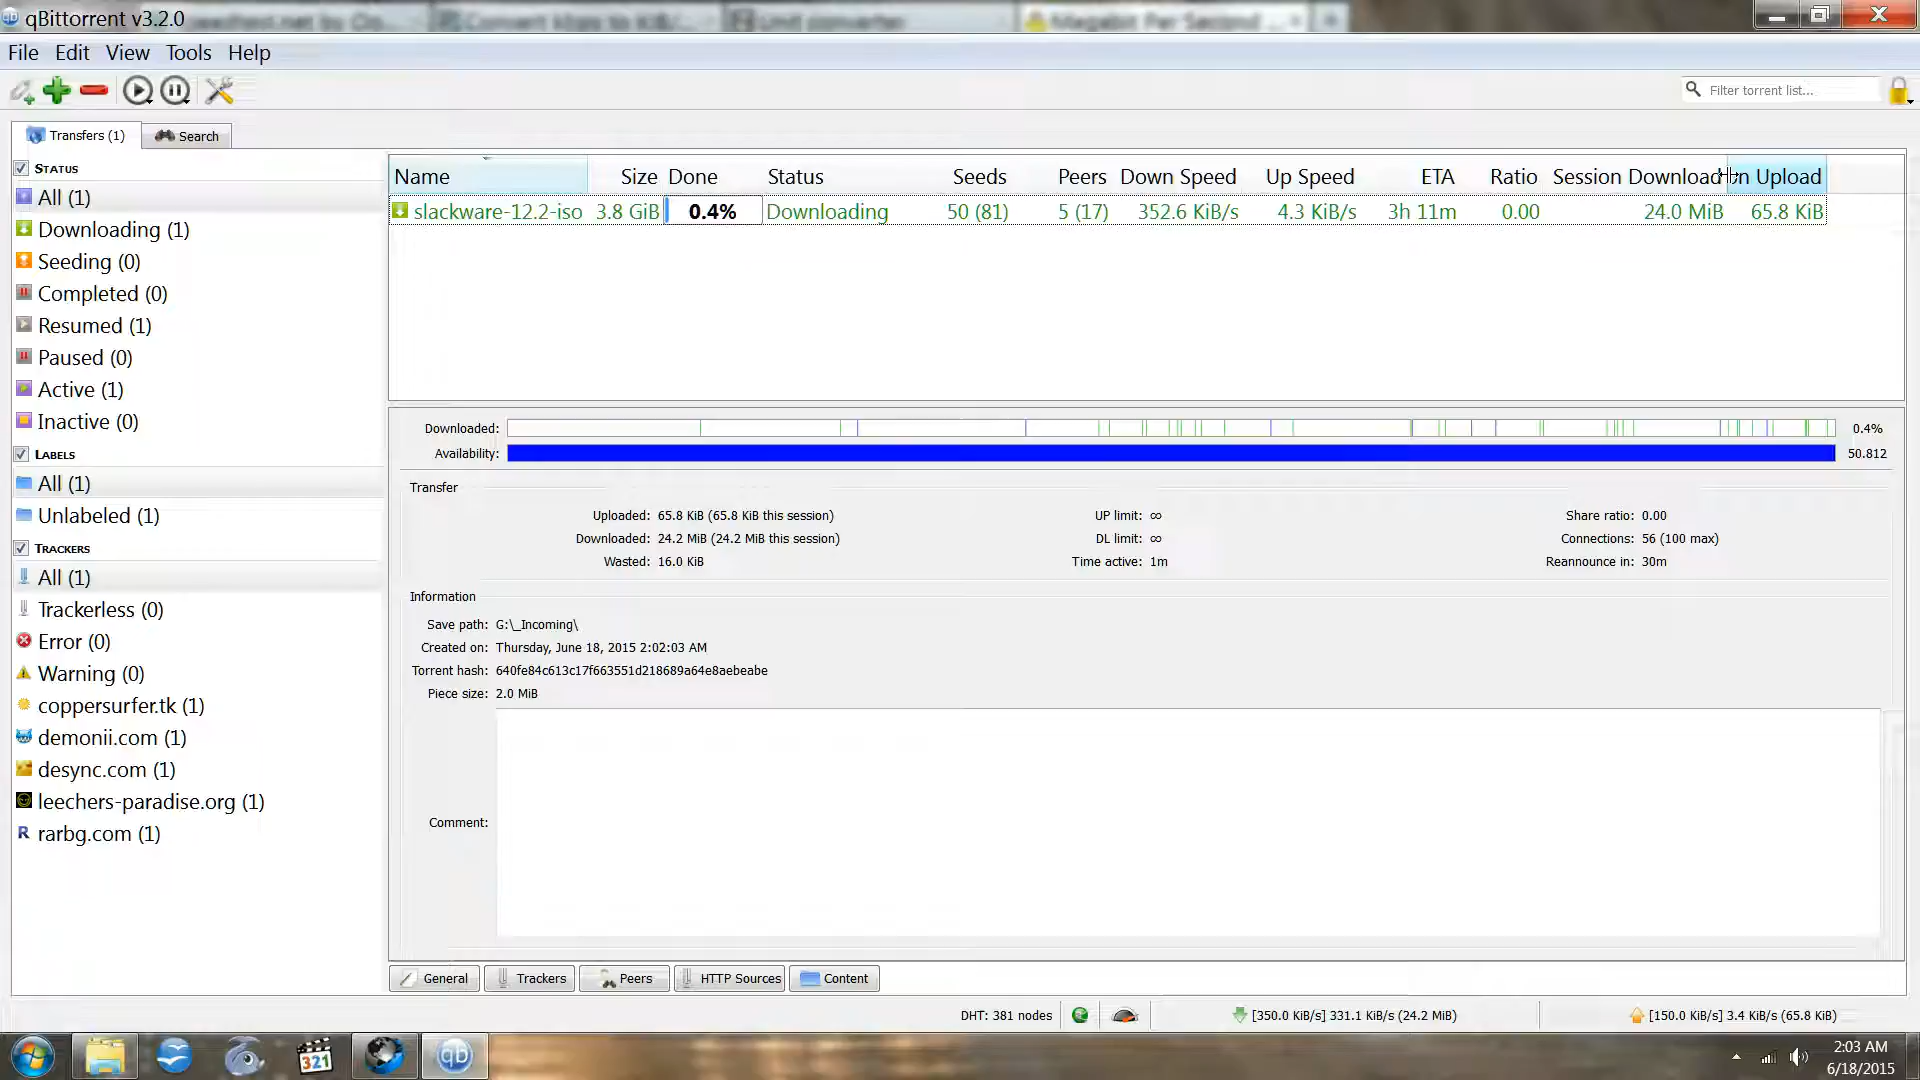 qBittorrent v3.2.0
Convert kbps to KiB/
Unit converter
Megabit Per Second
File Edit View Tools Help
Filter torrent list...
Transfers (1) Search
STATUS
All (1)
Downloading (1)
Seeding (0)
Completed (0)
Resumed (1)
Paused (0)
Active (1)
Inactive (0)
LABELS
All (1)
Unlabeled (1)
TRACKERS
All (1)
Trackerless (0)
Error (0)
Warning (0)
coppersurfer.tk (1)
demonii.com (1)
desync.com (1)
leechers-paradise.org (1)
rarbg.com (1)
Name Size Done Status Seeds Peers Down Speed Up Speed ETA Ratio Session Download n Upload
slackware-12.2-iso 3.8 GiB 0.4% Downloading 50 (81) 5 (17) 352.6 KiB/s 4.3 KiB/s 3h 11m 0.00 24.0 MiB 65.8 KiB
Downloaded: 0.4%
Availability: 50.812
Transfer
Uploaded: 65.8 KiB (65.8 KiB this session) UP limit: ∞ Share ratio: 0.00
Downloaded: 24.2 MiB (24.2 MiB this session) DL limit: ∞ Connections: 56 (100 max)
Wasted: 16.0 KiB Time active: 1m Reannounce in: 30m
Information
Save path: G:\_Incoming\
Created on: Thursday, June 18, 2015 2:02:03 AM
Torrent hash: 640fe84c613c17f663551d218689a64e8aebeabe
Piece size: 2.0 MiB
Comment:
General Trackers Peers HTTP Sources Content
DHT: 381 nodes [350.0 KiB/s] 331.1 KiB/s (24.2 MiB) [150.0 KiB/s] 3.4 KiB/s (65.8 KiB)
321
qb
2:03 AM
6/18/2015